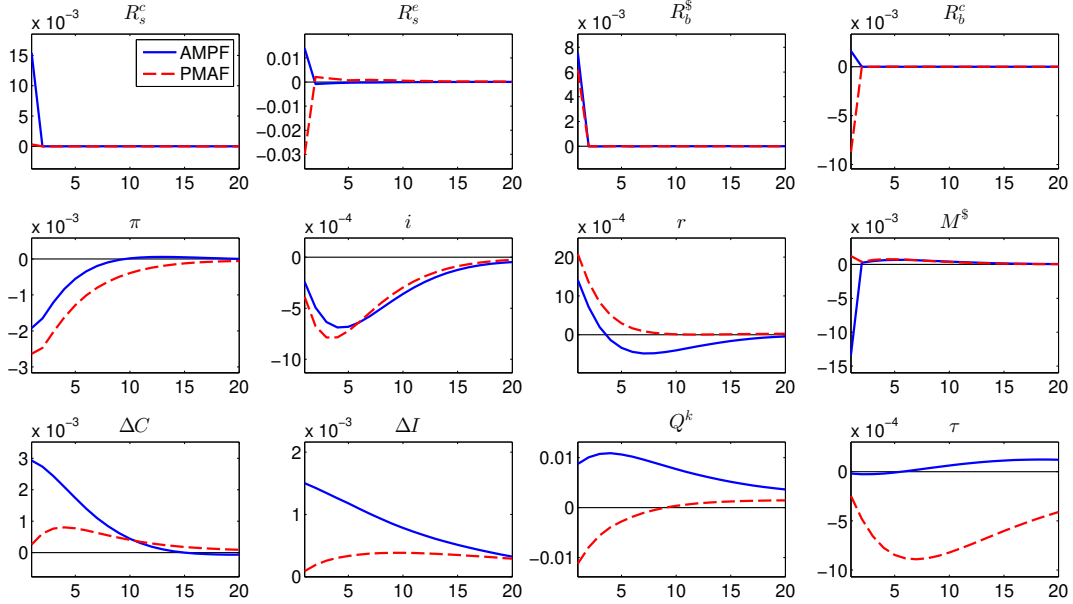 R_s^c R_s^e R_b^$ R_b^c
x 10^−3 x 10^−3 x 10^−3
15 0.01 8 0
10 0 6
5 −0.01 4 −5
0 −0.02 2
−0.03 0 −10
AMPF
PMAF
5 10 15 20 5 10 15 20 5 10 15 20 5 10 15 20
π i r M^$
x 10^−3 x 10^−4 x 10^−4 x 10^−3
0 0 20 5
−1 −5 10 0
−2 −10 0 −5
−3 −10
−15
5 10 15 20 5 10 15 20 5 10 15 20 5 10 15 20
ΔC ΔI Q^k τ
x 10^−3 x 10^−3 x 10^−4
3 2 0.01 0
2 1 0 −5
1 0 −0.01 −10
0
5 10 15 20 5 10 15 20 5 10 15 20 5 10 15 20